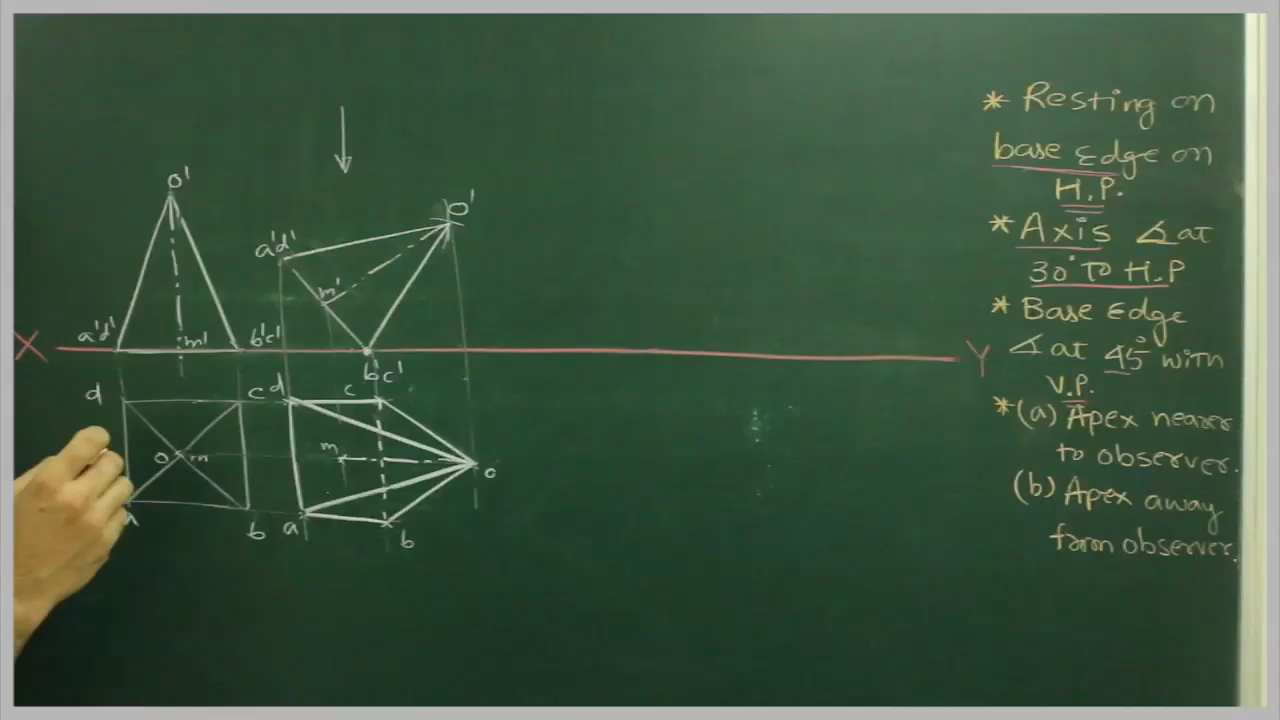 O'
O'
a'd'
m'
a'd'
m'
b'c'
X
Y
b c'
d
c
d
c
o
m
m
o
a
b
a
b
* Resting on
base Edge on
H.P.
* Axis ∡ at
30° To H.P
* Base Edge
∡ at 45° with
V.P.
* (a) Apex nearer
to observer.
(b) Apex away
form observer.